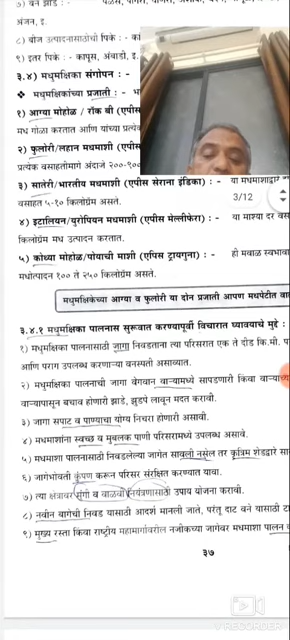 ७) वन झाडे : -
अंजन, इ.
८) बोज उत्पादनासाठीची पिके : - का
९) इतर पिके : - कापूस, अंबाडी, इ.
३.४) मधुमक्षिका संगोपन : -
❖ मधुमक्षिकांच्या प्रजाती : - भ
१) आग्या मोहोळ / रॉक बी (एपीस
मध गोळा करतात आणि यांच्या प्रत्येक
२) फुलोरी/लहान मधमाशी (एपीस
प्रत्येक वसाहतीमागे अंदाजे २००-९००
३) सातेरी/भारतीय मधमाशी (एपीस सेराना इंडिका) : - या मधमाशाद्वारे
वसाहत ५-१० किलोग्रेम असते.
3/12
४) इटालियन/युरोपियन मधमाशी (एपीस मेल्लीफेरा) : - या माश्या दर वस
किलोग्रेम मध उत्पादन करतात.
५) कोथ्या मोहोळ/पोयाची माशी (एपिस ट्रायगुना) : - ही मवाळ स्वभावा
मधोत्पादन १०० ते २५० किलोग्रेम असते.
मधुमक्षिकेच्या आग्या व फुलोरी या दोन प्रजाती आपण मधपेटीत वा
३.४.१ मधुमक्षिका पालनास सुरूवात करण्यापूर्वी विचारात घ्यावयाचे मुद्दे :
१) मधुमक्षिका पालनासाठी जागा निवडताना त्या परिसरात एक ते दीड कि.मी. प
आणि पराग उपलब्ध करणाऱ्या वनस्पती असाव्यात.
२) मधुमक्षिका पालनाची जागा वेगवान वाऱ्यामध्ये सापडणारी किंवा वाऱ्याच्य
वाऱ्यापासून बचाव होणारी झाडे, झुडपे लावून मदत करावी.
३) जागा सपाट व पाण्याचा योग्य निचरा होणारी असावी.
४) मधमाशांना स्वच्छ व मुबलक पाणी परिसरामध्ये उपलब्ध असावे.
५) मधमाशा पालनासाठी निवडलेल्या जागेत सावली नसेल तर कृत्रिम शेडद्वारे सा
६) जागेभोवती कुंपण करून परिसर संरक्षित करण्यात यावा.
७) त्या क्षेत्रावर मुंगी व वाळवी नियंत्रणासाठी उपाय योजना करावी.
८) नवीन बागेची निवड यासाठी आदर्श मानली जाते, परंतू दाट वने यासाठी टा
९) मुख्य रस्ता किंवा राष्ट्रीय महामार्गावरील नजीकच्या जागेवर मधमाशा पालन क
३७
V RECORDER